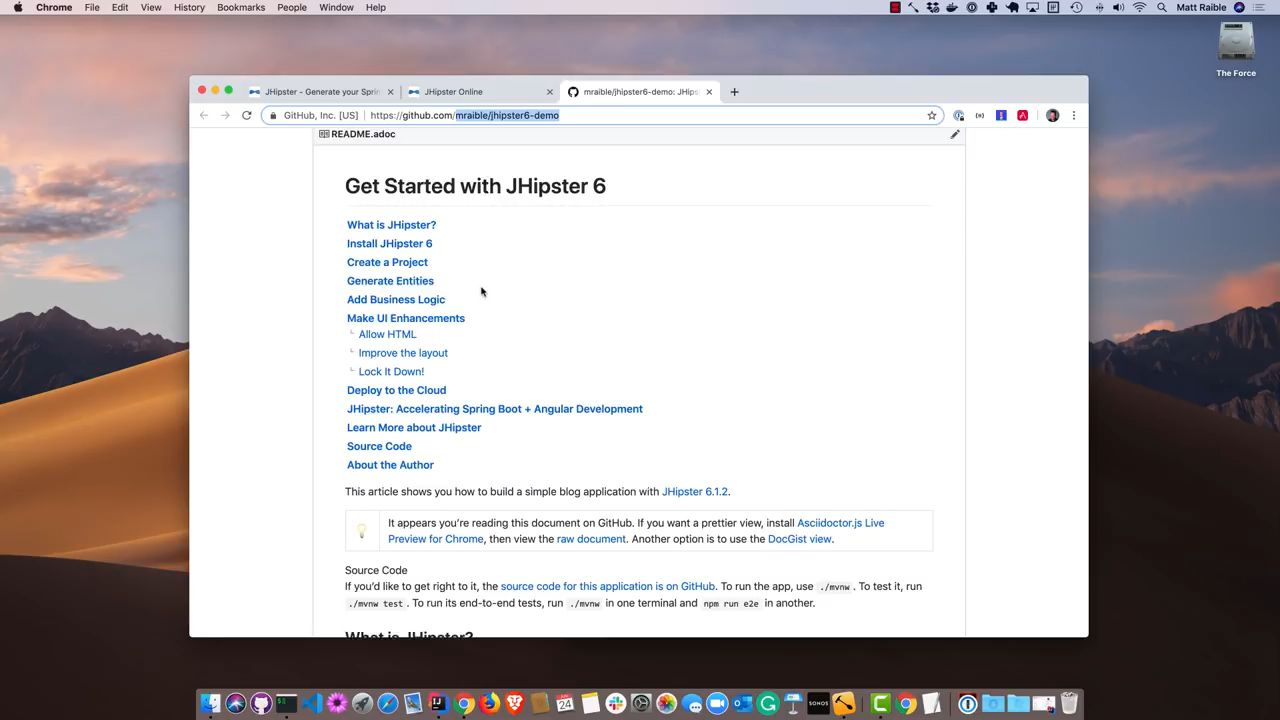 Chrome File Edit View History Bookmarks People Window Help Matt Raible
The Force
JHipster - Generate your Sprin
JHipster Online
mraible/jhipster6-demo: JHips
GitHub, Inc. [US] https://github.com/mraible/jhipster6-demo
README.adoc
Get Started with JHipster 6
What is JHipster?
Install JHipster 6
Create a Project
Generate Entities
Add Business Logic
Make UI Enhancements
Allow HTML
Improve the layout
Lock It Down!
Deploy to the Cloud
JHipster: Accelerating Spring Boot + Angular Development
Learn More about JHipster
Source Code
About the Author
This article shows you how to build a simple blog application with JHipster 6.1.2.
It appears you're reading this document on GitHub. If you want a prettier view, install Asciidoctor.js Live
Preview for Chrome, then view the raw document. Another option is to use the DocGist view.
Source Code
If you'd like to get right to it, the source code for this application is on GitHub. To run the app, use ./mvnw. To test it, run
./mvnw test. To run its end-to-end tests, run ./mvnw in one terminal and npm run e2e in another.
What is JHipster?
24
SONOS